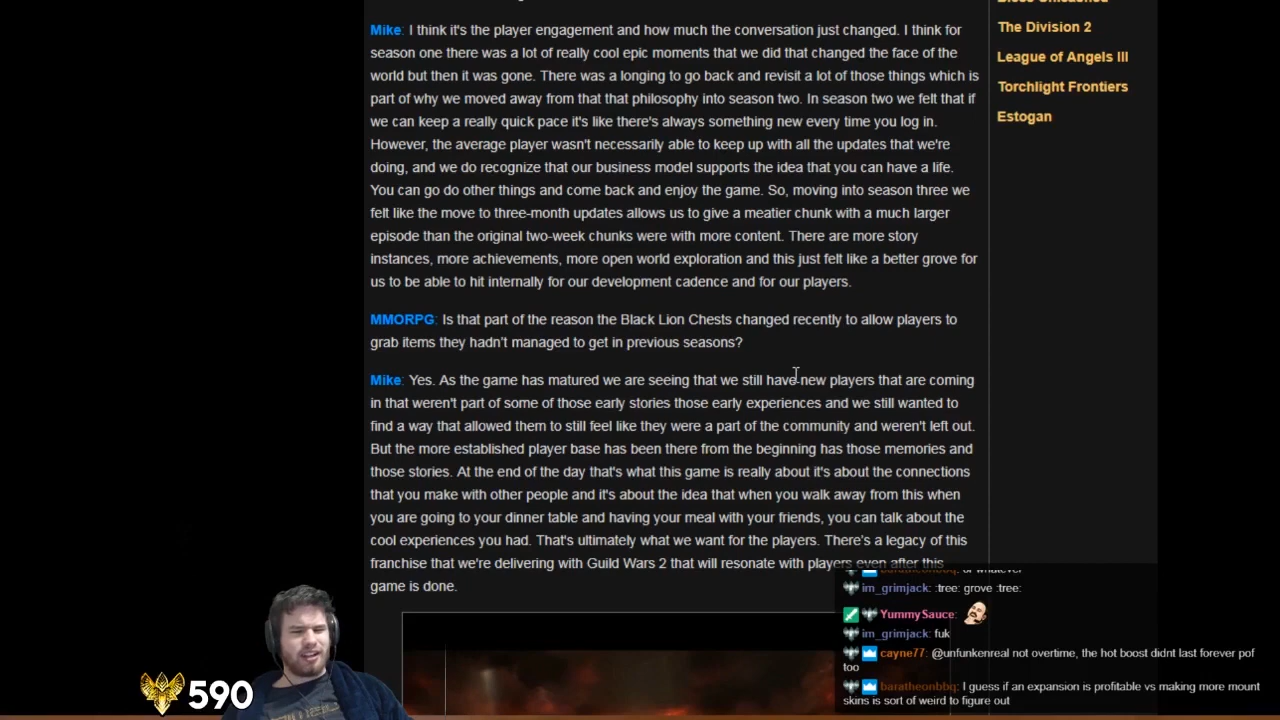 Mike: I think it's the player engagement and how much the conversation just changed. I think for
season one there was a lot of really cool epic moments that we did that changed the face of the
world but then it was gone. There was a longing to go back and revisit a lot of those things which is
part of why we moved away from that that philosophy into season two. In season two we felt that if
we can keep a really quick pace it's like there's always something new every time you log in.
However, the average player wasn't necessarily able to keep up with all the updates that we're
doing, and we do recognize that our business model supports the idea that you can have a life.
You can go do other things and come back and enjoy the game. So, moving into season three we
felt like the move to three-month updates allows us to give a meatier chunk with a much larger
episode than the original two-week chunks were with more content. There are more story
instances, more achievements, more open world exploration and this just felt like a better grove for
us to be able to hit internally for our development cadence and for our players.
MMORPG: Is that part of the reason the Black Lion Chests changed recently to allow players to
grab items they hadn't managed to get in previous seasons?
Mike: Yes. As the game has matured we are seeing that we still have new players that are coming
in that weren't part of some of those early stories those early experiences and we still wanted to
find a way that allowed them to still feel like they were a part of the community and weren't left out.
But the more established player base has been there from the beginning has those memories and
those stories. At the end of the day that's what this game is really about it's about the connections
that you make with other people and it's about the idea that when you walk away from this when
you are going to your dinner table and having your meal with your friends, you can talk about the
cool experiences you had. That's ultimately what we want for the players. There's a legacy of this
franchise that we're delivering with Guild Wars 2 that will resonate with players even after this
game is done.
The Division 2
League of Angels III
Torchlight Frontiers
Estogan
baratheonbbq: or whatever
im_grimjack: :tree: grove :tree:
YummySauce:
im_grimjack: fuk
cayne77: @unfunkenreal not overtime, the hot boost didnt last forever pof
too
baratheonbbq: I guess if an expansion is profitable vs making more mount
skins is sort of weird to figure out
590